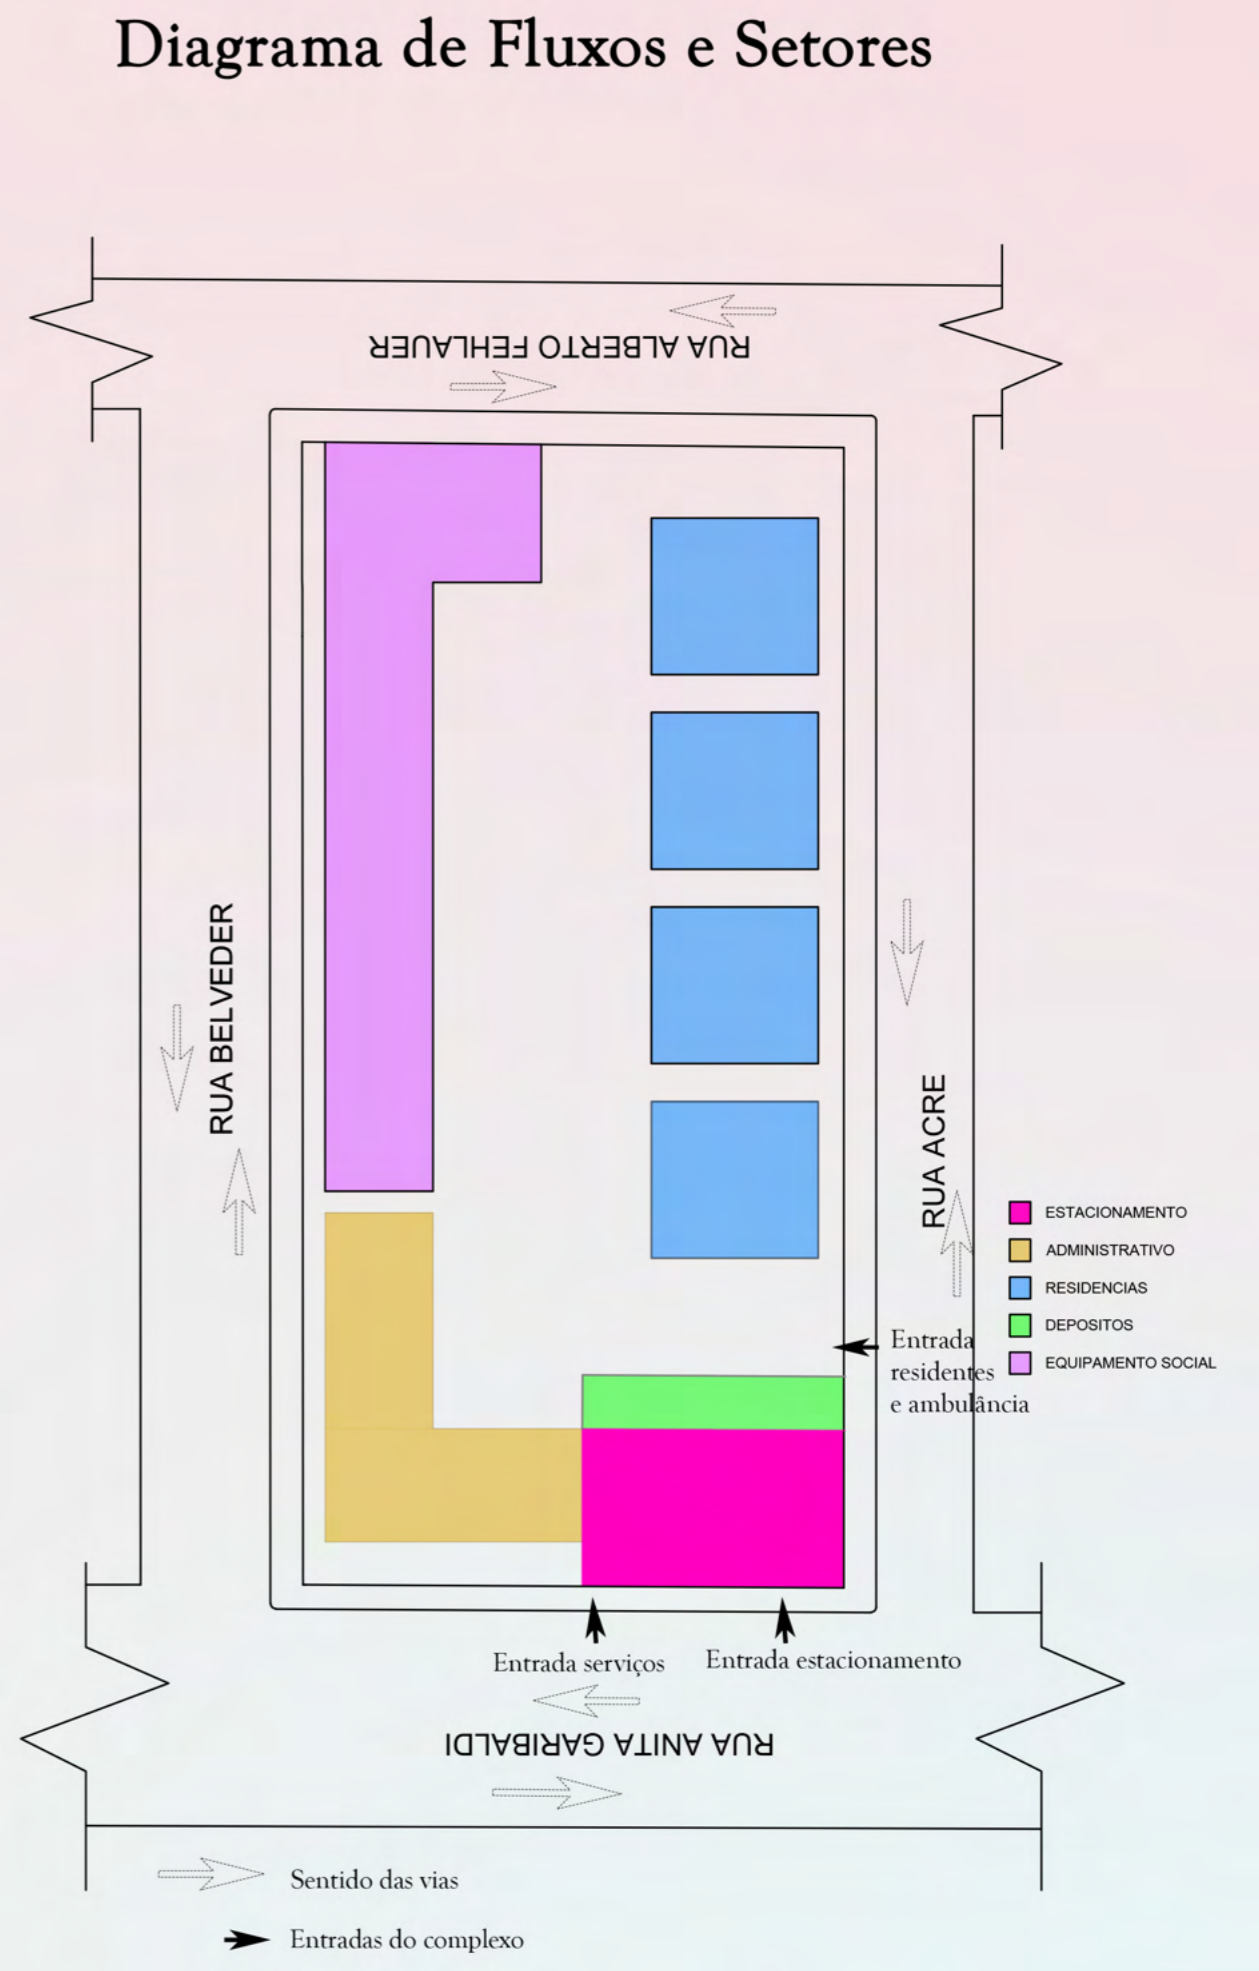 Diagrama de Fluxos e Setores
RUA ALBERTO FEHLAUER
RUA BELVEDER
RUA ACRE
ESTACIONAMENTO
ADMINISTRATIVO
RESIDENCIAS
DEPOSITOS
EQUIPAMENTO SOCIAL
Entrada
residentes
e ambulância
Entrada serviços
Entrada estacionamento
RUA ANITA GARIBALDI
Sentido das vias
Entradas do complexo